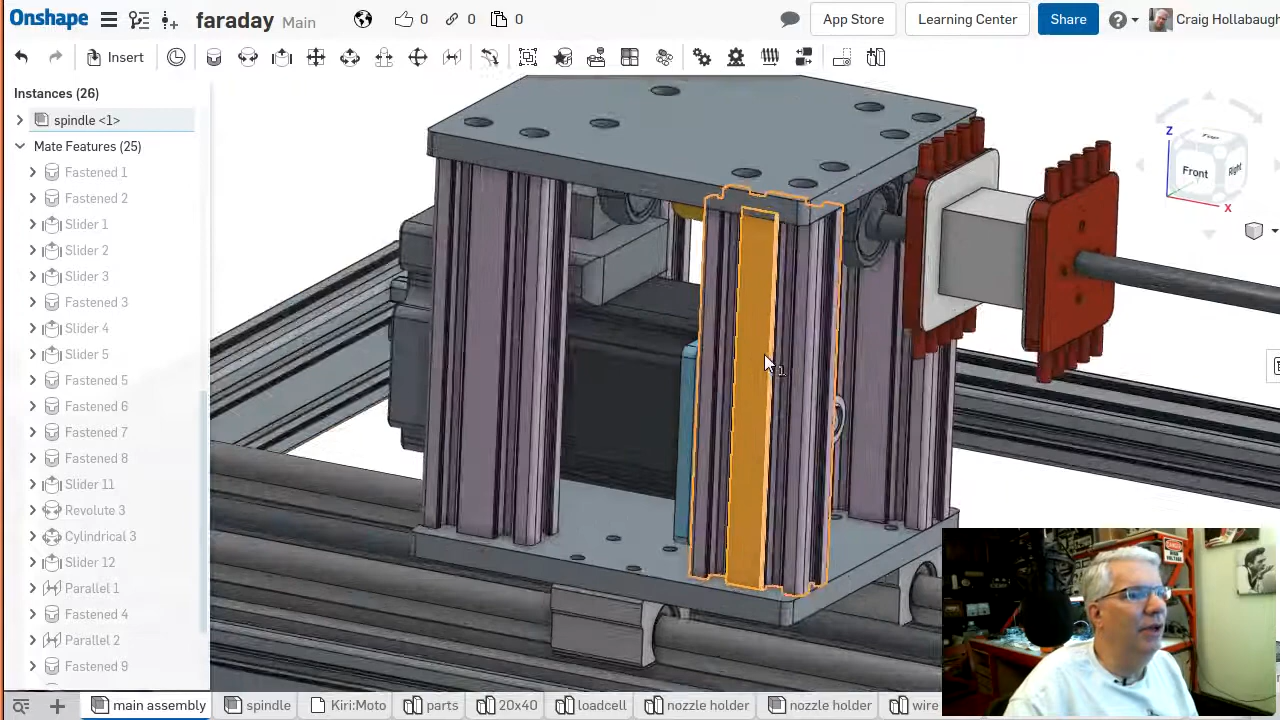 Onshape
faraday Main
0
0
0
App Store
Learning Center
Share
Craig Hollabaugh
Insert
Instances (26)
spindle <1>
Mate Features (25)
Fastened 1
Fastened 2
Slider 1
Slider 2
Slider 3
Fastened 3
Slider 4
Slider 5
Fastened 5
Fastened 6
Fastened 7
Fastened 8
Slider 11
Revolute 3
Cylindrical 3
Slider 12
Parallel 1
Fastened 4
Parallel 2
Fastened 9
Z
Front
Right
X
1
DANGER
main assembly
spindle
Kiri:Moto
parts
20x40
loadcell
nozzle holder
nozzle holder
wire